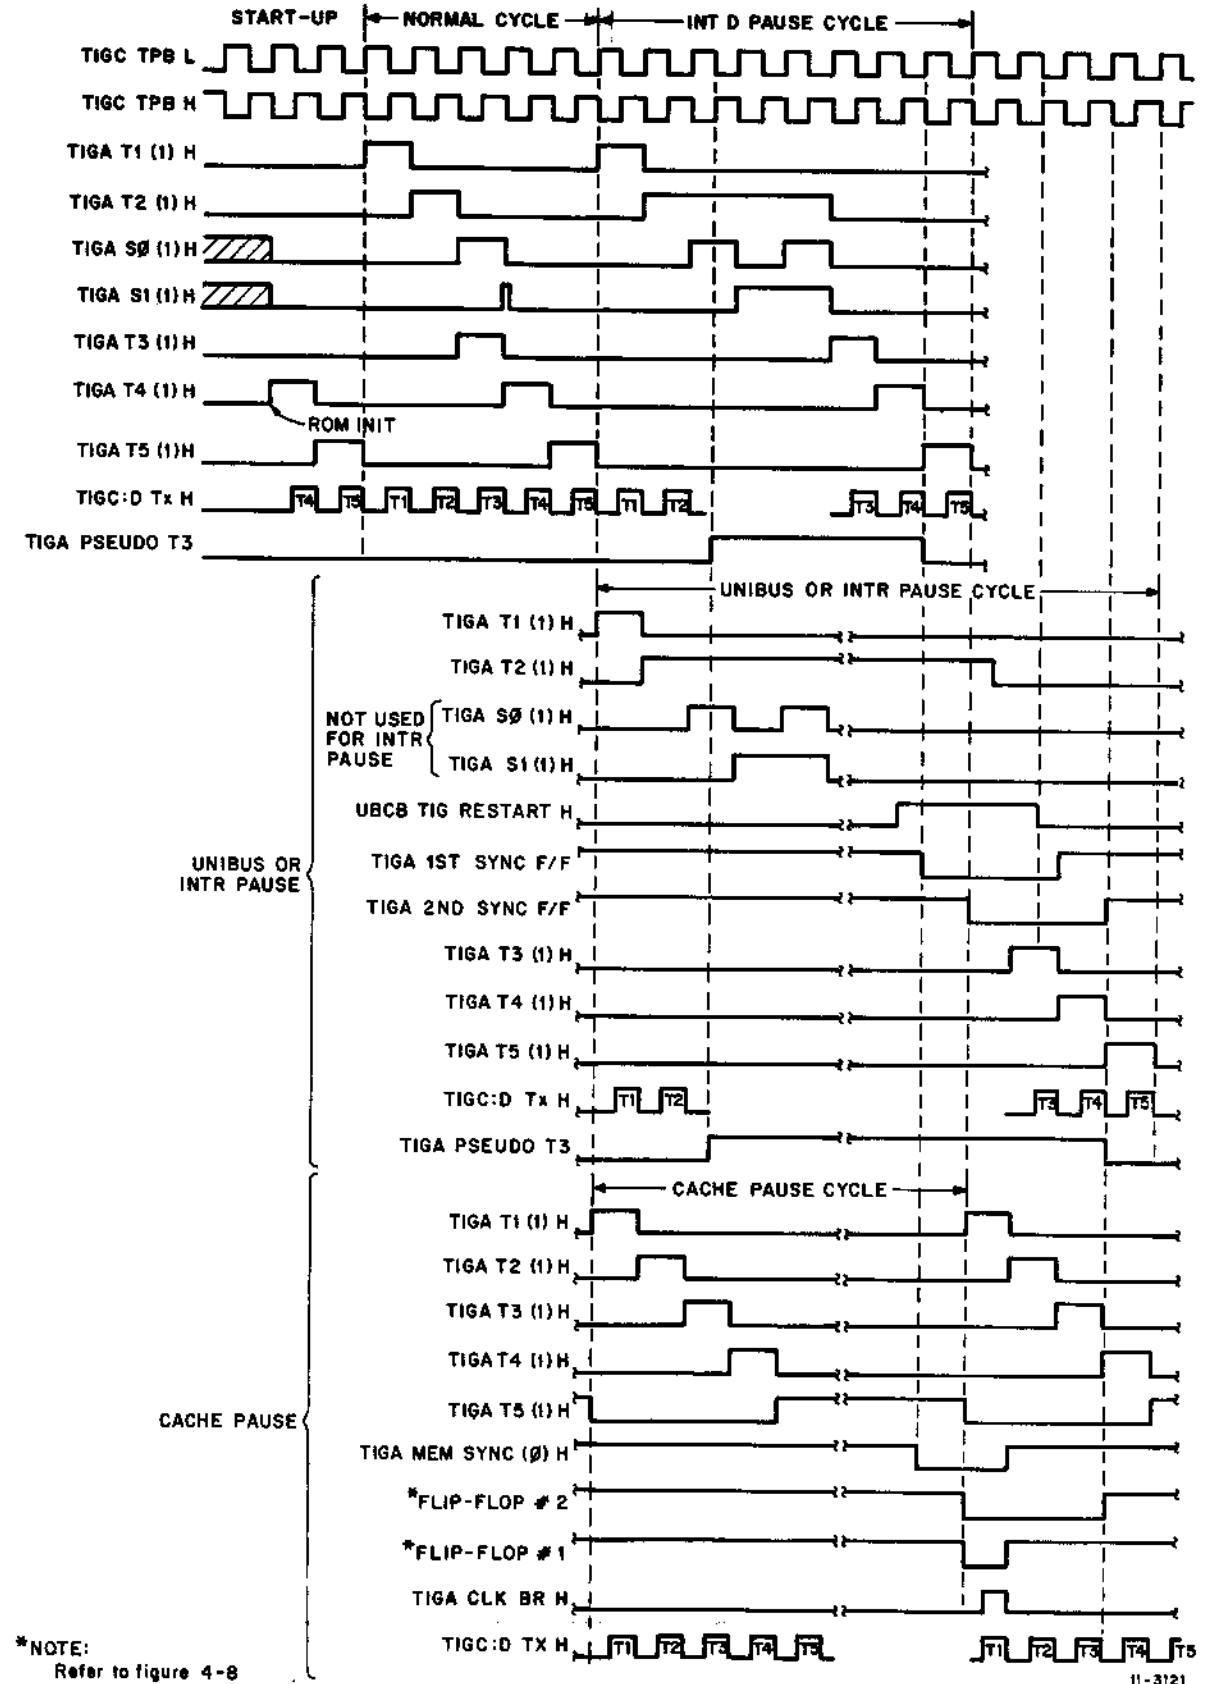 START-UP NORMAL CYCLE INT D PAUSE CYCLE
TIGC TPB L
TIGC TPB H
TIGA T1 (1) H
TIGA T2 (1) H
TIGA SØ (1) H
TIGA S1 (1) H
TIGA T3 (1) H
TIGA T4 (1) H
ROM INIT
TIGA T5 (1) H
TIGC:D Tx H T4 T5 T1 T2 T3 T4 T5 T1 T2 T3 T4 T5
TIGA PSEUDO T3
UNIBUS OR INTR PAUSE CYCLE
TIGA T1 (1) H
TIGA T2 (1) H
NOT USED
FOR INTR
PAUSE
TIGA SØ (1) H
TIGA S1 (1) H
UBCB TIG RESTART H
UNIBUS OR
INTR PAUSE
TIGA 1ST SYNC F/F
TIGA 2ND SYNC F/F
TIGA T3 (1) H
TIGA T4 (1) H
TIGA T5 (1) H
TIGC:D Tx H T1 T2 T3 T4 T5
TIGA PSEUDO T3
CACHE PAUSE CYCLE
TIGA T1 (1) H
TIGA T2 (1) H
TIGA T3 (1) H
TIGA T4 (1) H
CACHE PAUSE
TIGA T5 (1) H
TIGA MEM SYNC (Ø) H
*FLIP-FLOP # 2
*FLIP-FLOP # 1
TIGA CLK BR H
TIGC:D TX H T1 T2 T3 T4 T5 T1 T2 T3 T4 T5
*NOTE:
Refer to figure 4-8
11-3121